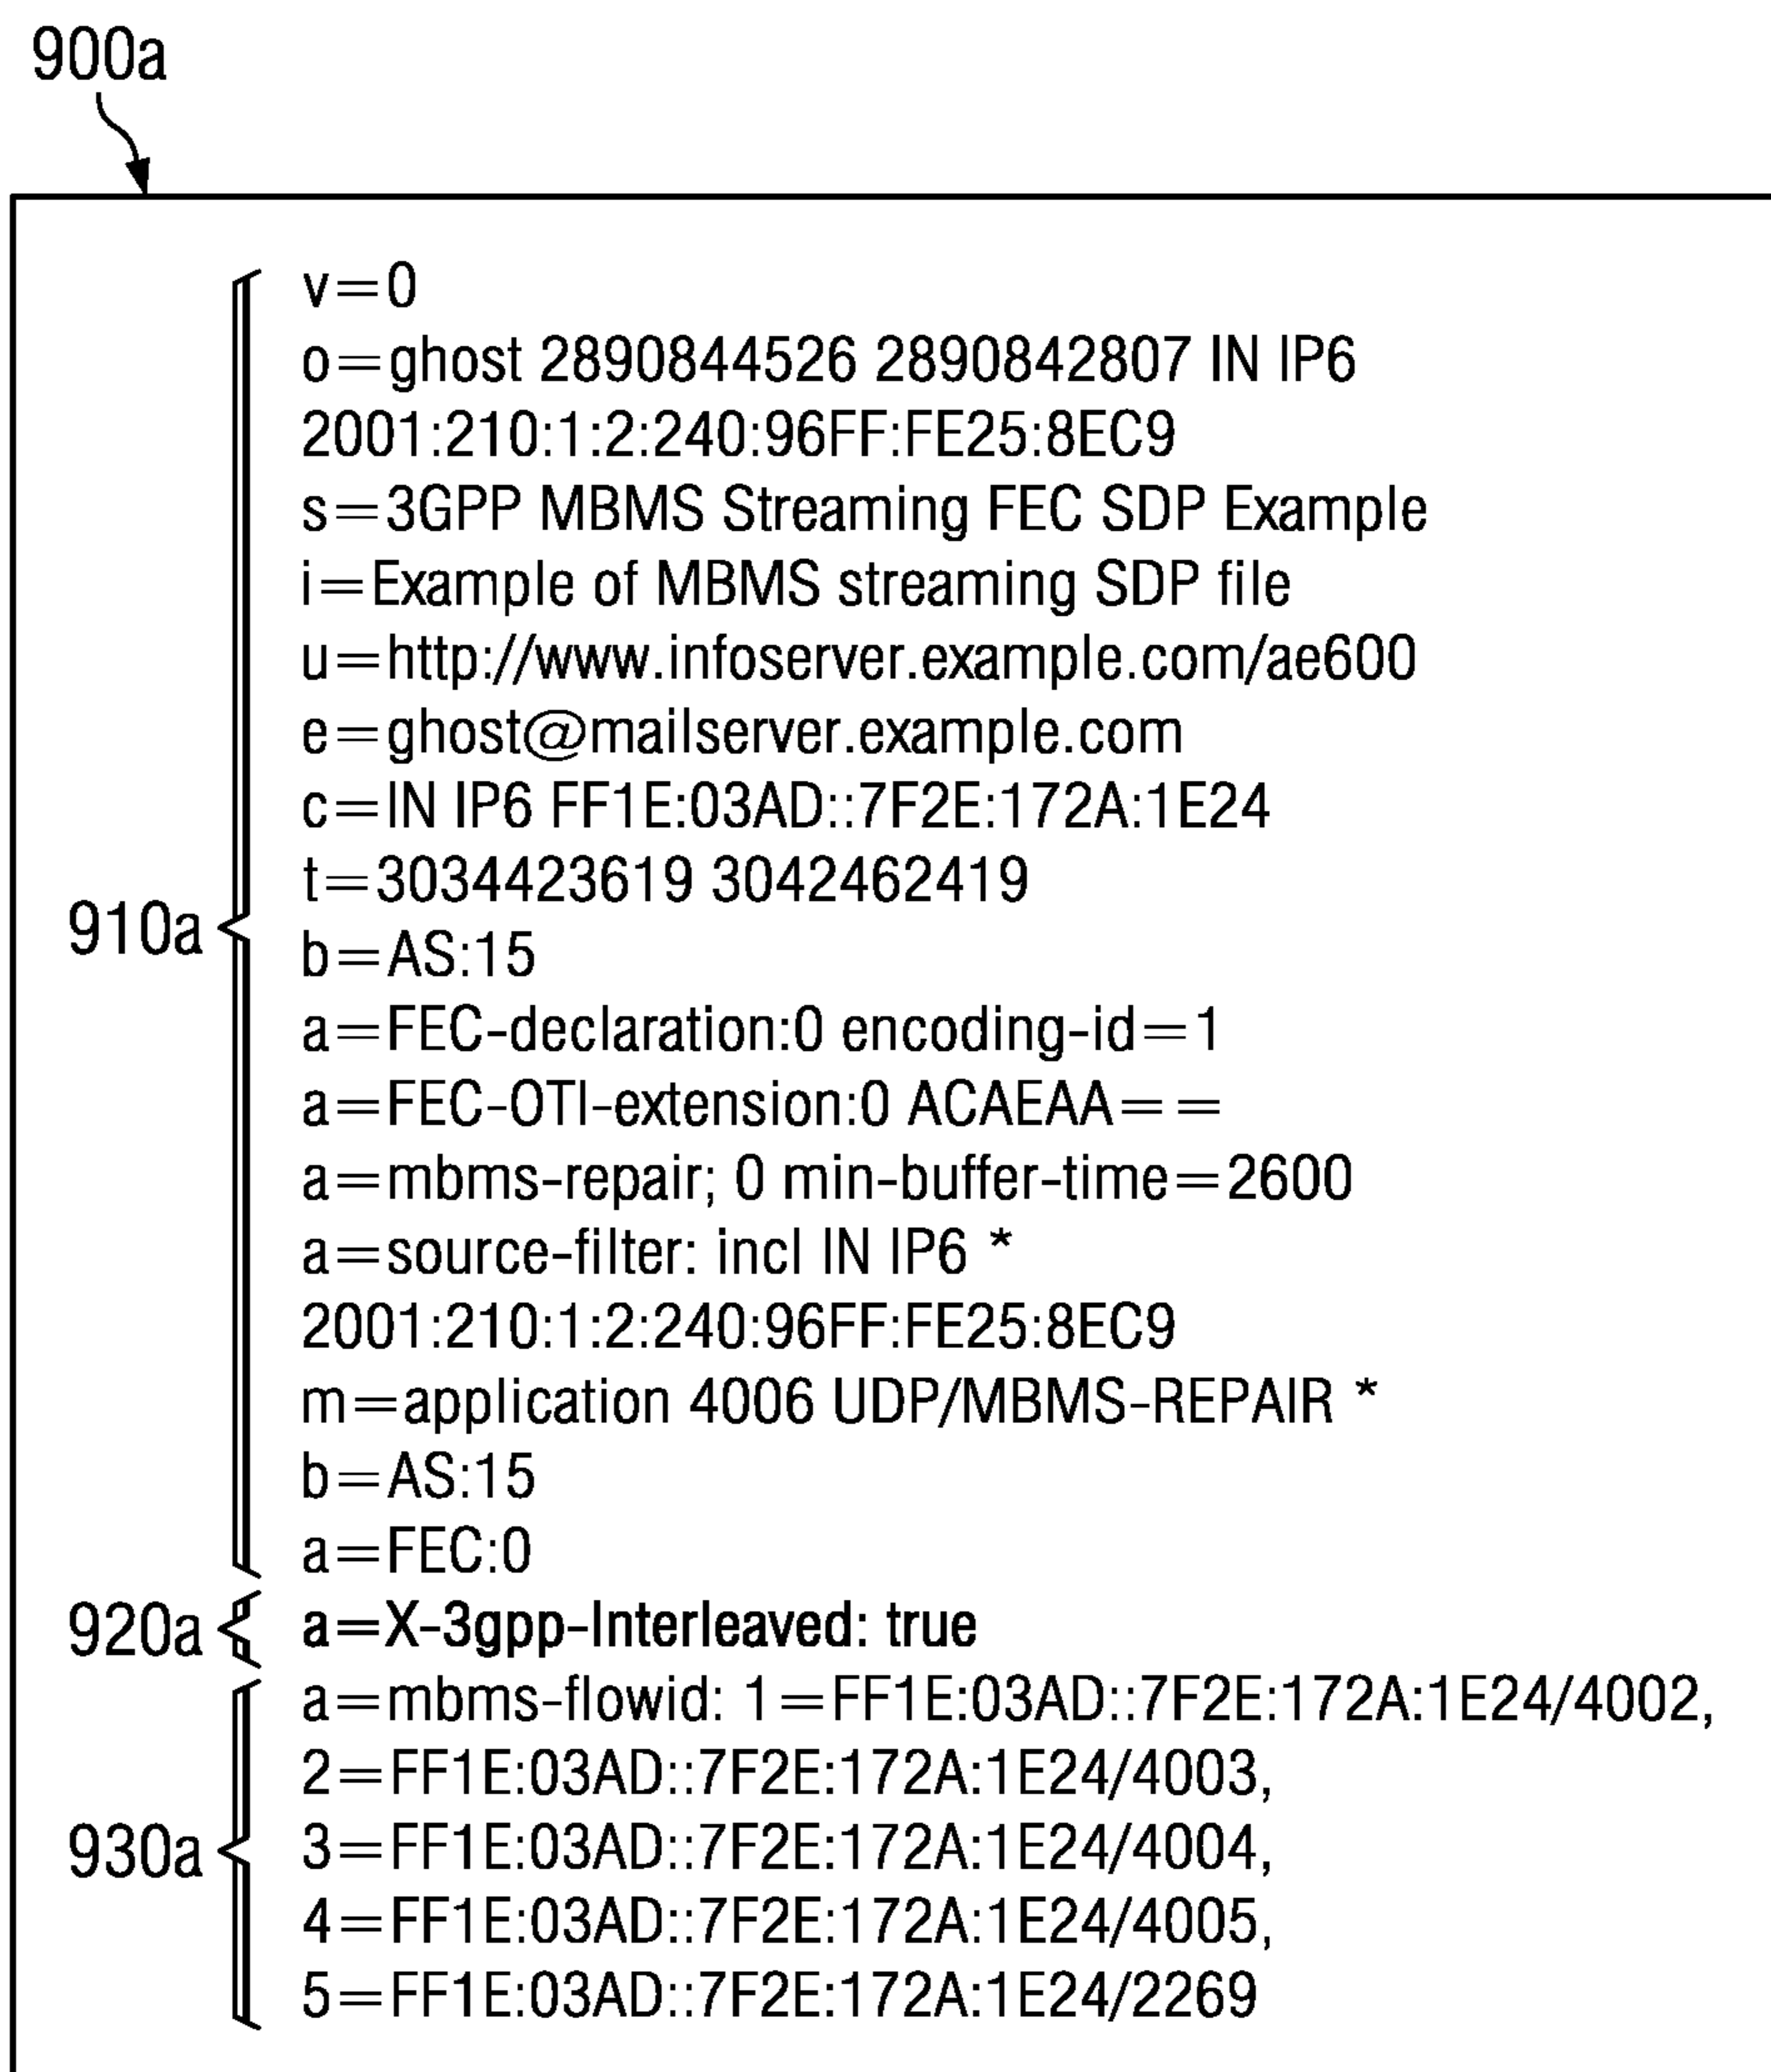 900a
v=0
o=ghost 2890844526 2890842807 IN IP6
2001:210:1:2:240:96FF:FE25:8EC9
s=3GPP MBMS Streaming FEC SDP Example
i=Example of MBMS streaming SDP file
u=http://www.infoserver.example.com/ae600
e=ghost@mailserver.example.com
c=IN IP6 FF1E:03AD::7F2E:172A:1E24
t=3034423619 3042462419
910a
b=AS:15
a=FEC-declaration:0 encoding-id=1
a=FEC-OTI-extension:0 ACAEAA==
a=mbms-repair; 0 min-buffer-time=2600
a=source-filter: incl IN IP6 *
2001:210:1:2:240:96FF:FE25:8EC9
m=application 4006 UDP/MBMS-REPAIR *
b=AS:15
a=FEC:0
920a
a=X-3gpp-Interleaved: true
a=mbms-flowid: 1=FF1E:03AD::7F2E:172A:1E24/4002,
2=FF1E:03AD::7F2E:172A:1E24/4003,
930a
3=FF1E:03AD::7F2E:172A:1E24/4004,
4=FF1E:03AD::7F2E:172A:1E24/4005,
5=FF1E:03AD::7F2E:172A:1E24/2269